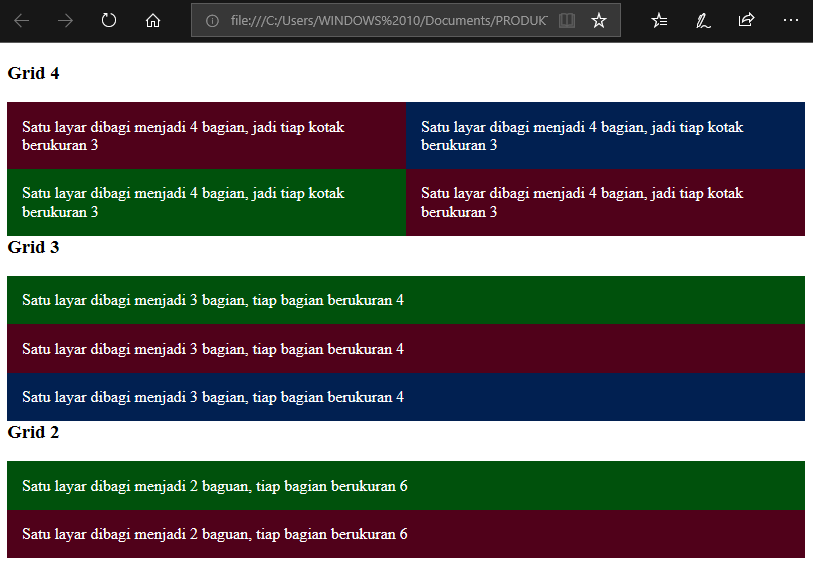 file:///C:/Users/WINDOWS%2010/Documents/PRODUKT
Grid 4
Satu layar dibagi menjadi 4 bagian, jadi tiap kotak
berukuran 3
Satu layar dibagi menjadi 4 bagian, jadi tiap kotak
berukuran 3
Satu layar dibagi menjadi 4 bagian, jadi tiap kotak
berukuran 3
Satu layar dibagi menjadi 4 bagian, jadi tiap kotak
berukuran 3
Grid 3
Satu layar dibagi menjadi 3 bagian, tiap bagian berukuran 4
Satu layar dibagi menjadi 3 bagian, tiap bagian berukuran 4
Satu layar dibagi menjadi 3 bagian, tiap bagian berukuran 4
Grid 2
Satu layar dibagi menjadi 2 baguan, tiap bagian berukuran 6
Satu layar dibagi menjadi 2 baguan, tiap bagian berukuran 6